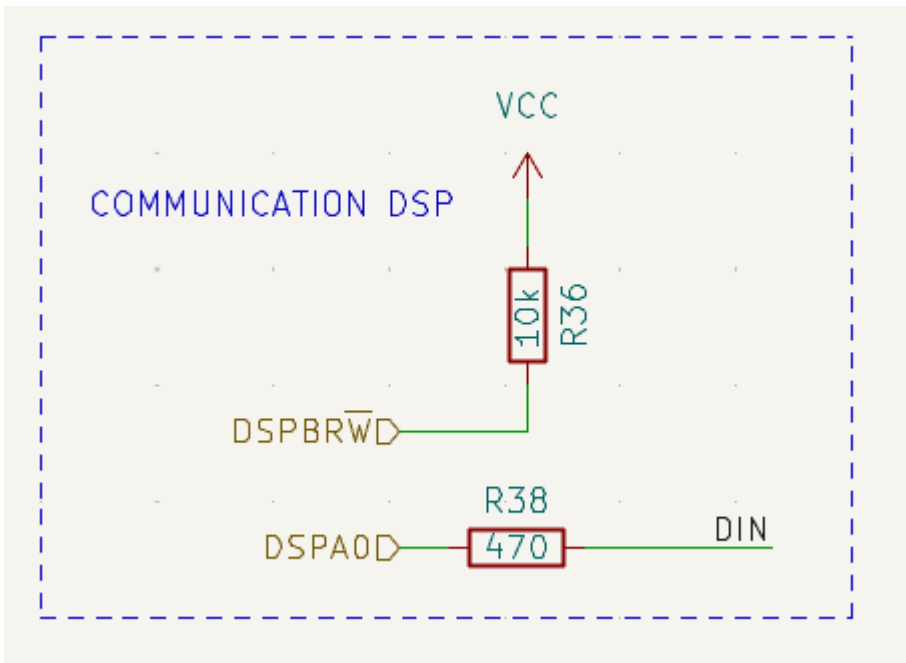 VCC
COMMUNICATION DSP
10k
R36
DSPBRW̅
R38
DSPA0
470
DIN